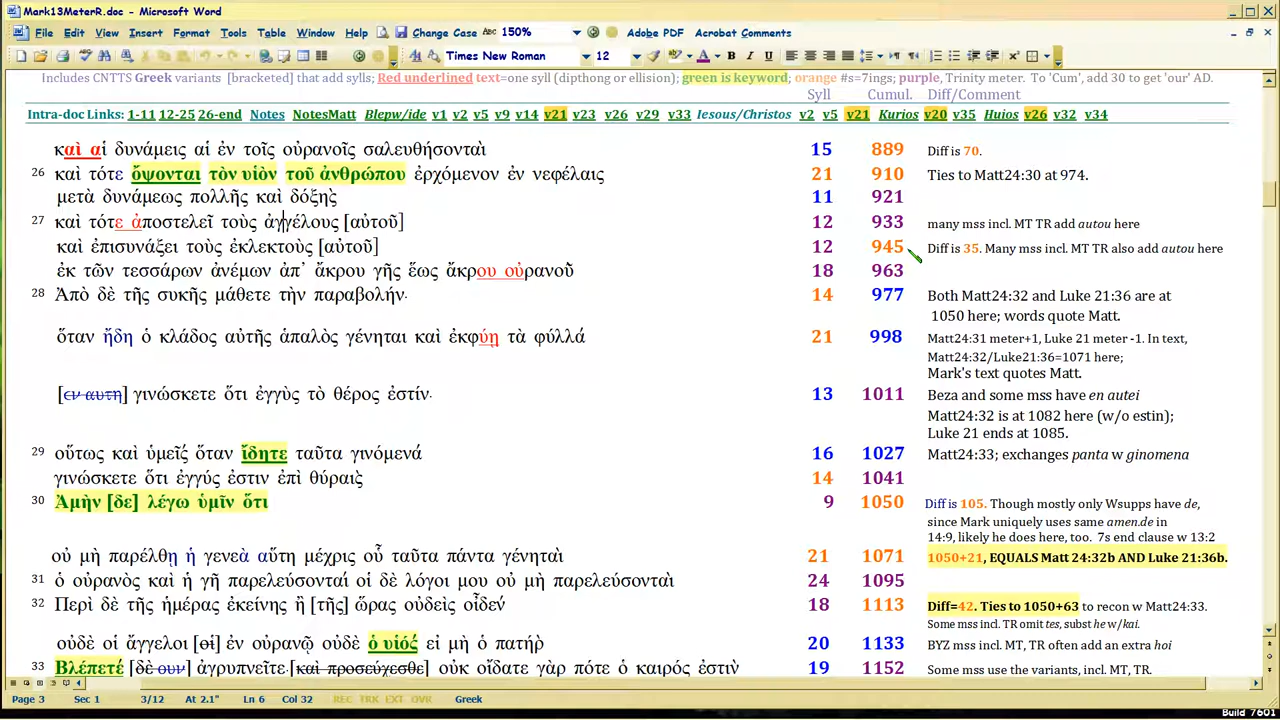 Mark13MeterR.doc - Microsoft Word
File Edit View Insert Format Tools Table Window Help Change Case 150% Adobe PDF Acrobat Comments
Times New Roman 12 B I U
Includes CNTTS Greek variants [bracketed] that add sylls; Red underlined text=one syll (dipthong or ellision); green is keyword; orange #s=7ings; purple, Trinity meter. To 'Cum', add 30 to get 'our' AD.
Syll Cumul. Diff/Comment
Intra-doc Links: 1-11 12-25 26-end Notes NotesMatt Blepw/ide v1 v2 v5 v9 v14 v21 v23 v26 v29 v33 Iesous/Christos v2 v5 v21 Kurios v20 v35 Huios v26 v32 v34
καὶ αἱ δυνάμεις αἱ ἐν τοῖς οὐρανοῖς σαλευθήσονταὶ 15 889 Diff is 70.
26 καὶ τότε ὄψονται τὸν υἱὸν τοῦ ἀνθρώπου ἐρχόμενον ἐν νεφέλαις 21 910 Ties to Matt24:30 at 974.
μετὰ δυνάμεως πολλῆς καὶ δόξηὶς 11 921
27 καὶ τότε ἀποστελεῖ τοὺς ἀγγέλους [αὐτοῦ] 12 933 many mss incl. MT TR add autou here
καὶ ἐπισυνάξει τοὺς ἐκλεκτοὺς [αὐτοῦ] 12 945 Diff is 35. Many mss incl. MT TR also add autou here
ἐκ τῶν τεσσάρων ἀνέμων ἀπ᾽ ἄκρου γῆς ἕως ἄκρου οὐρανοῦ 18 963
28 Ἀπὸ δὲ τῆς συκῆς μάθετε τὴν παραβολήν· 14 977 Both Matt24:32 and Luke 21:36 are at
1050 here; words quote Matt.
ὅταν ἤδη ὁ κλάδος αὐτῆς ἁπαλὸς γένηται καὶ ἐκφύῃ τὰ φύλλά 21 998 Matt24:31 meter+1, Luke 21 meter -1. In text,
Matt24:32/Luke21:36=1071 here;
Mark's text quotes Matt.
[εν αυτη] γινώσκετε ὅτι ἐγγὺς τὸ θέρος ἐστίν· 13 1011 Beza and some mss have en autei
Matt24:32 is at 1082 here (w/o estin);
Luke 21 ends at 1085.
29 οὕτως καὶ ὑμεῖς ὅταν ἴδητε ταῦτα γινόμενά 16 1027 Matt24:33; exchanges panta w ginomena
γινώσκετε ὅτι ἐγγύς ἐστιν ἐπὶ θύραις 14 1041
30 Ἀμὴν [δε] λέγω ὑμῖν ὅτι 9 1050 Diff is 105. Though mostly only Wsupps have de,
since Mark uniquely uses same amen.de in
14:9, likely he does here, too. 7s end clause w 13:2
οὐ μὴ παρέλθῃ ἡ γενεὰ αὕτη μέχρις οὗ ταῦτα πάντα γένηταὶ 21 1071 1050+21, EQUALS Matt 24:32b AND Luke 21:36b.
31 ὁ οὐρανὸς καὶ ἡ γῆ παρελεύσονταί οἱ δὲ λόγοι μου οὐ μὴ παρελεύσονταὶ 24 1095
32 Περὶ δὲ τῆς ἡμέρας ἐκείνης ἢ [τῆς] ὥρας οὐδεὶς οἶδεν 18 1113 Diff=42. Ties to 1050+63 to recon w Matt24:33.
Some mss incl. TR omit tes, subst he w/kai.
οὐδὲ οἱ ἄγγελοι [οἱ] ἐν οὐρανῷ οὐδὲ ὁ υἱός εἰ μὴ ὁ πατὴρ 20 1133 BYZ mss incl. MT, TR often add an extra hoi
33 Βλέπετέ [δὲ ουν] ἀγρυπνεῖτε [καὶ προσεύχεσθε] οὐκ οἴδατε γὰρ πότε ὁ καιρός ἐστὶν 19 1152 Some mss use the variants, incl. MT, TR.
Page 3 Sec 1 3/12 At 2.1" Ln 6 Col 32 REC TRK EXT OVR Greek
Build 7601